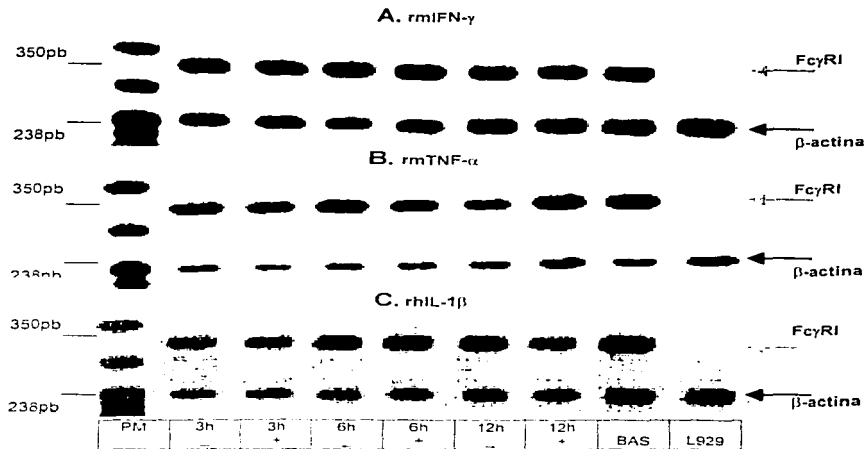 A. rmIFN-γ
350pb
FcγRI
238pb
β-actina
B. rmTNF-α
350pb
FcγRI
238pb
β-actina
C. rhIL-1β
350pb
FcγRI
238pb
β-actina
PM 3h 3h 6h 6h 12h 12h BAS L929
– + – + – +